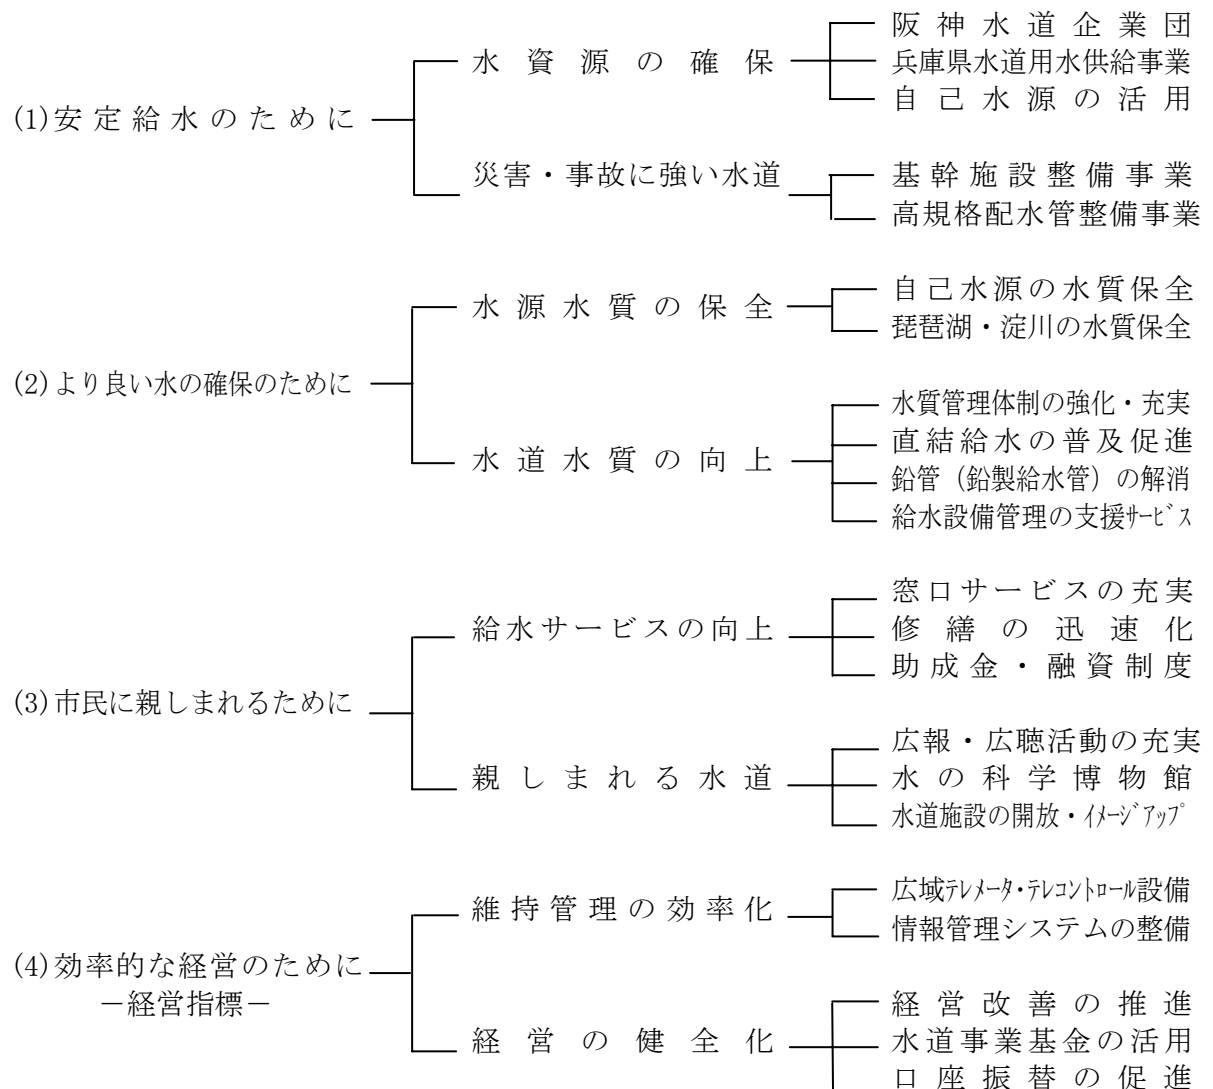 (1)安定給水のために
水資源の確保
阪神水道企業団
兵庫県水道用水供給事業
自己水源の活用
災害・事故に強い水道
基幹施設整備事業
高規格配水管整備事業
(2)より良い水の確保のために
水源水質の保全
自己水源の水質保全
琵琶湖・淀川の水質保全
水道水質の向上
水質管理体制の強化・充実
直結給水の普及促進
鉛管（鉛製給水管）の解消
給水設備管理の支援ｻｰﾋﾞｽ
(3)市民に親しまれるために
給水サービスの向上
窓口サービスの充実
修繕の迅速化
助成金・融資制度
親しまれる水道
広報・広聴活動の充実
水の科学博物館
水道施設の開放・ｲﾒｰｼﾞｱｯﾌﾟ
(4)効率的な経営のために
－経営指標－
維持管理の効率化
広域ﾃﾚﾒｰﾀ・ﾃﾚｺﾝﾄﾛｰﾙ設備
情報管理システムの整備
経営の健全化
経営改善の推進
水道事業基金の活用
口座振替の促進